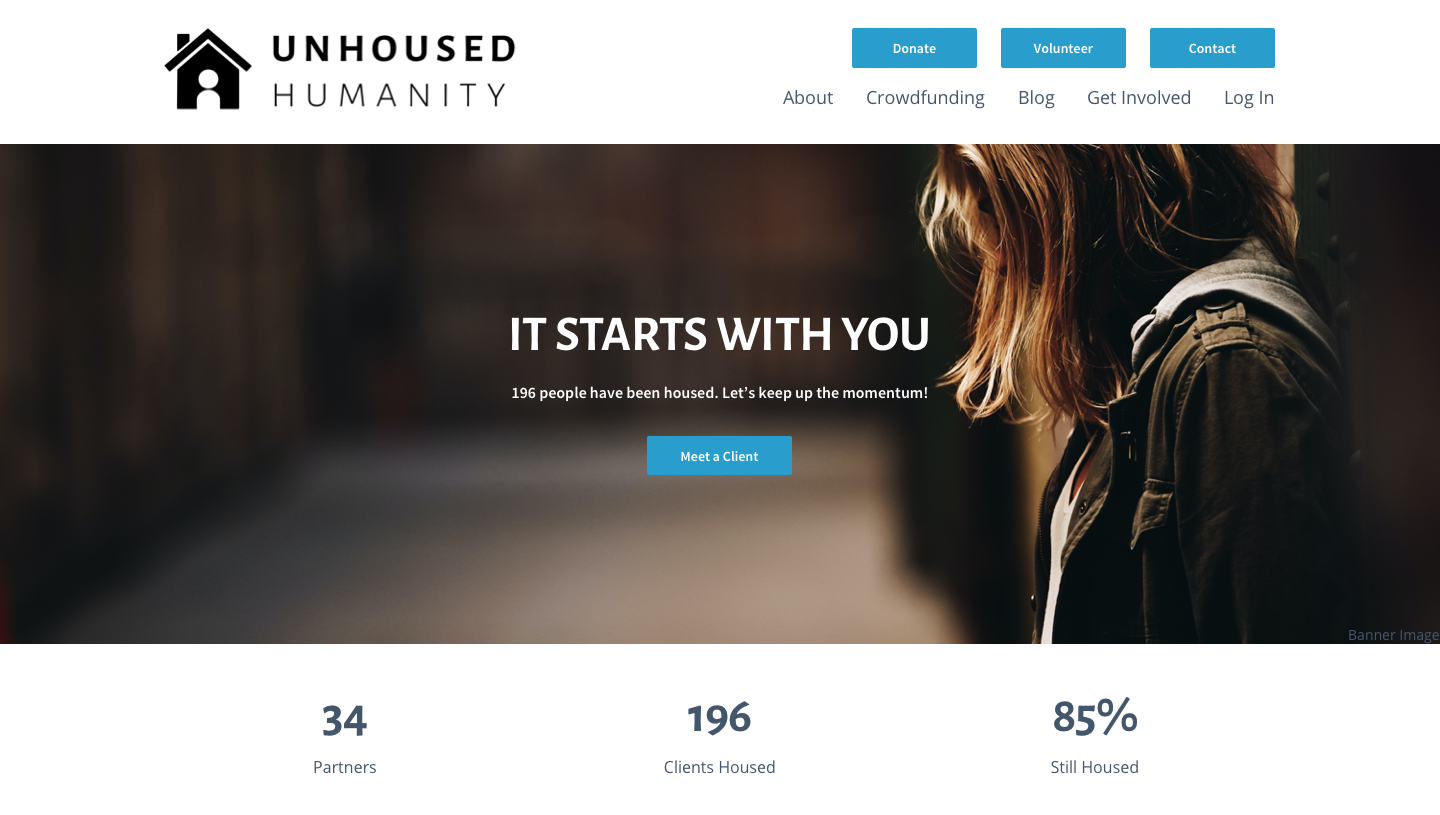 UNHOUSED
HUMANITY
Donate
Volunteer
Contact
About
Crowdfunding
Blog
Get Involved
Log In
IT STARTS WITH YOU
196 people have been housed. Let’s keep up the momentum!
Meet a Client
Banner Image
34
Partners
196
Clients Housed
85%
Still Housed